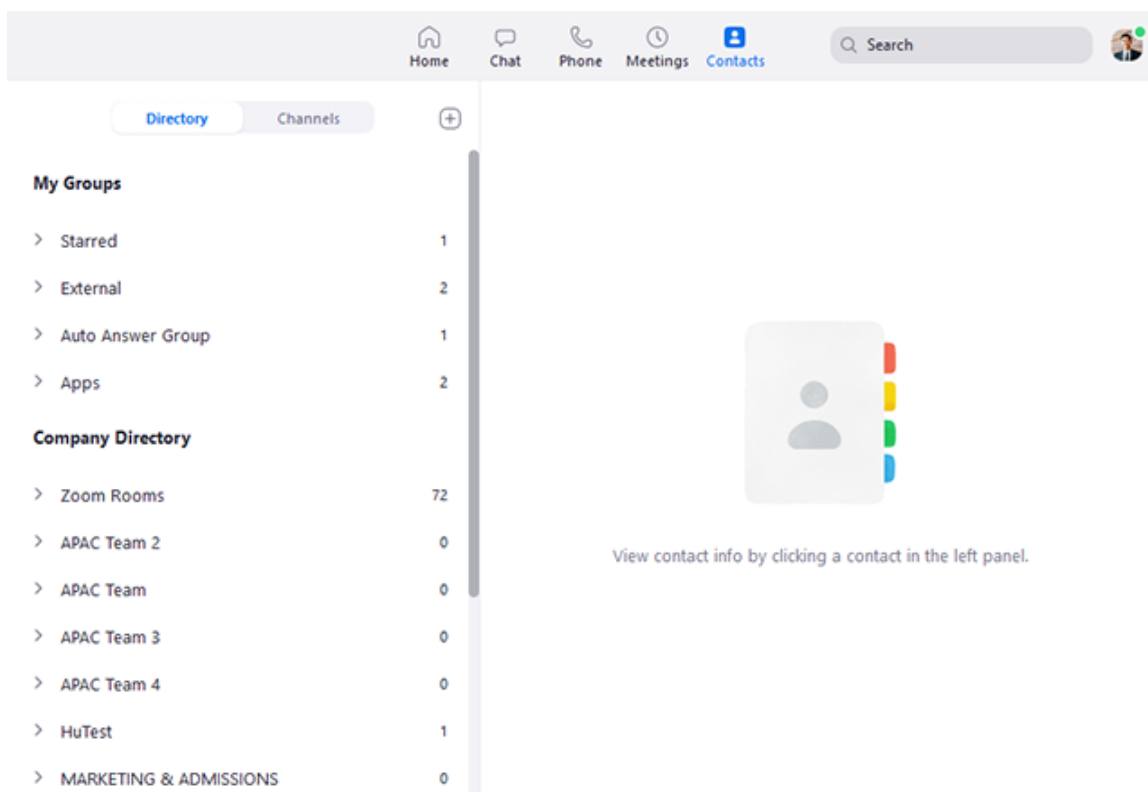 Home Chat Phone Meetings Contacts Search
Directory Channels
My Groups
Starred 1
External 2
Auto Answer Group 1
Apps 2
Company Directory
Zoom Rooms 72
APAC Team 2 0
APAC Team 0
APAC Team 3 0
APAC Team 4 0
HuTest 1
MARKETING & ADMISSIONS 0
View contact info by clicking a contact in the left panel.